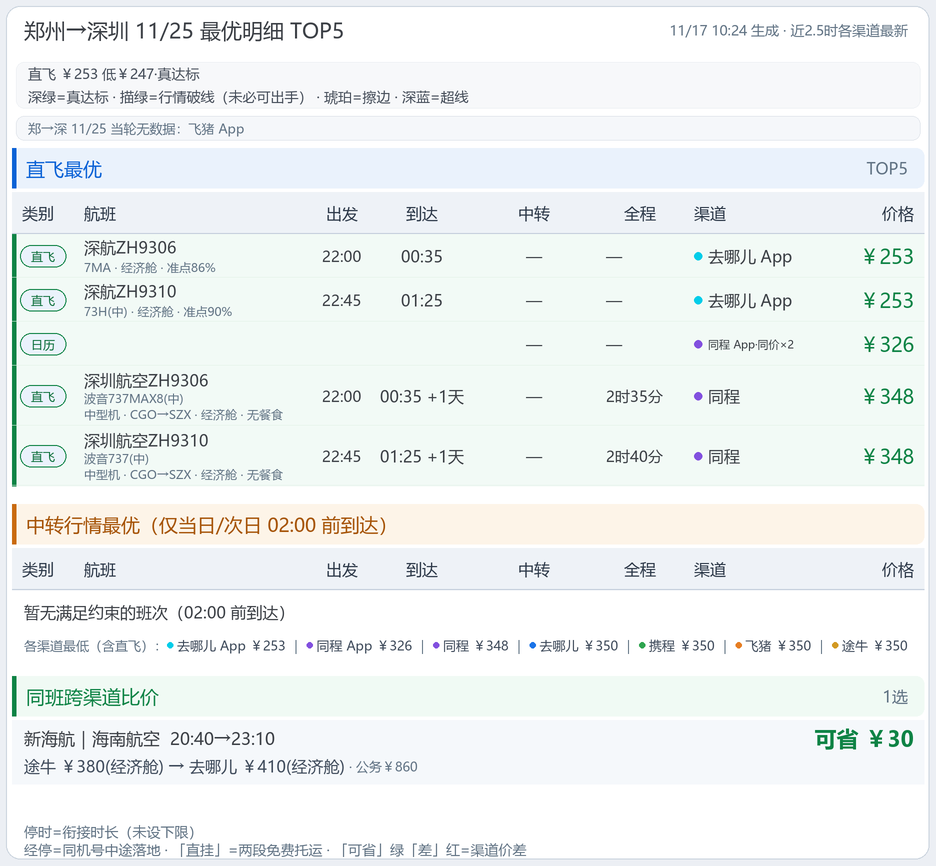 郑州→深圳 11/25 最优明细 TOP5
11/17 10:24 生成 · 近2.5时各渠道最新
直飞 ￥253 低￥247·真达标
深绿=真达标 · 描绿=行情破线（未必可出手） · 琥珀=擦边 · 深蓝=超线
郑→深 11/25 当轮无数据：飞猪 App
直飞最优 TOP5
类别 航班 出发 到达 中转 全程 渠道 价格
直飞 深航ZH9306 22:00 00:35 — — 去哪儿 App ￥253
7MA · 经济舱 · 准点86%
直飞 深航ZH9310 22:45 01:25 — — 去哪儿 App ￥253
73H(中) · 经济舱 · 准点90%
日历 — — 同程 App·同价×2 ￥326
直飞 深圳航空ZH9306 22:00 00:35 +1天 — 2时35分 同程 ￥348
波音737MAX8(中)
中型机 · CGO→SZX · 经济舱 · 无餐食
直飞 深圳航空ZH9310 22:45 01:25 +1天 — 2时40分 同程 ￥348
波音737(中)
中型机 · CGO→SZX · 经济舱 · 无餐食
中转行情最优（仅当日/次日 02:00 前到达）
类别 航班 出发 到达 中转 全程 渠道 价格
暂无满足约束的班次（02:00 前到达）
各渠道最低（含直飞）: 去哪儿 App ￥253 | 同程 App ￥326 | 同程 ￥348 | 去哪儿 ￥350 | 携程 ￥350 | 飞猪 ￥350 | 途牛 ￥350
同班跨渠道比价 1选
新海航 | 海南航空 20:40→23:10 可省 ￥30
途牛 ￥380(经济舱) → 去哪儿 ￥410(经济舱) · 公务￥860
停时=衔接时长（未设下限）
经停=同机号中途落地 · 「直挂」=两段免费托运 · 「可省」绿「差」红=渠道价差